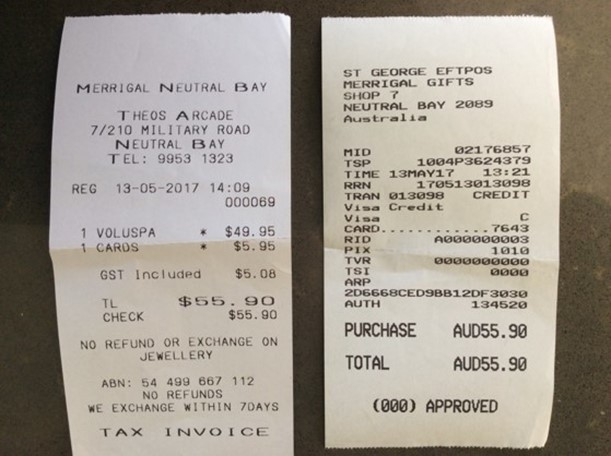 MERRIGAL NEUTRAL BAY
THEOS ARCADE
7/210 MILITARY ROAD
NEUTRAL BAY
TEL: 9953 1323
REG 13-05-2017 14:09
000069
1 VOLUSPA * $49.95
1 CARDS * $5.95
GST Included $5.08
TL $55.90
CHECK $55.90
NO REFUND OR EXCHANGE ON
JEWELLERY
ABN: 54 499 667 112
NO REFUNDS
WE EXCHANGE WITHIN 7DAYS
TAX INVOICE
ST GEORGE EFTPOS
MERRIGAL GIFTS
SHOP 7
NEUTRAL BAY 2089
Australia
MID 02176857
TSP 1004P3624379
TIME 13MAY17 13:21
RRN 170513013098
TRAN 013098 CREDIT
Visa Credit
Visa C
CARD............7643
RID A000000003
PIX 1010
TVR 0000000000
TSI 0000
ARP
2D6668CED9BB12DF3030
AUTH 134520
PURCHASE AUD55.90
TOTAL AUD55.90
(000) APPROVED